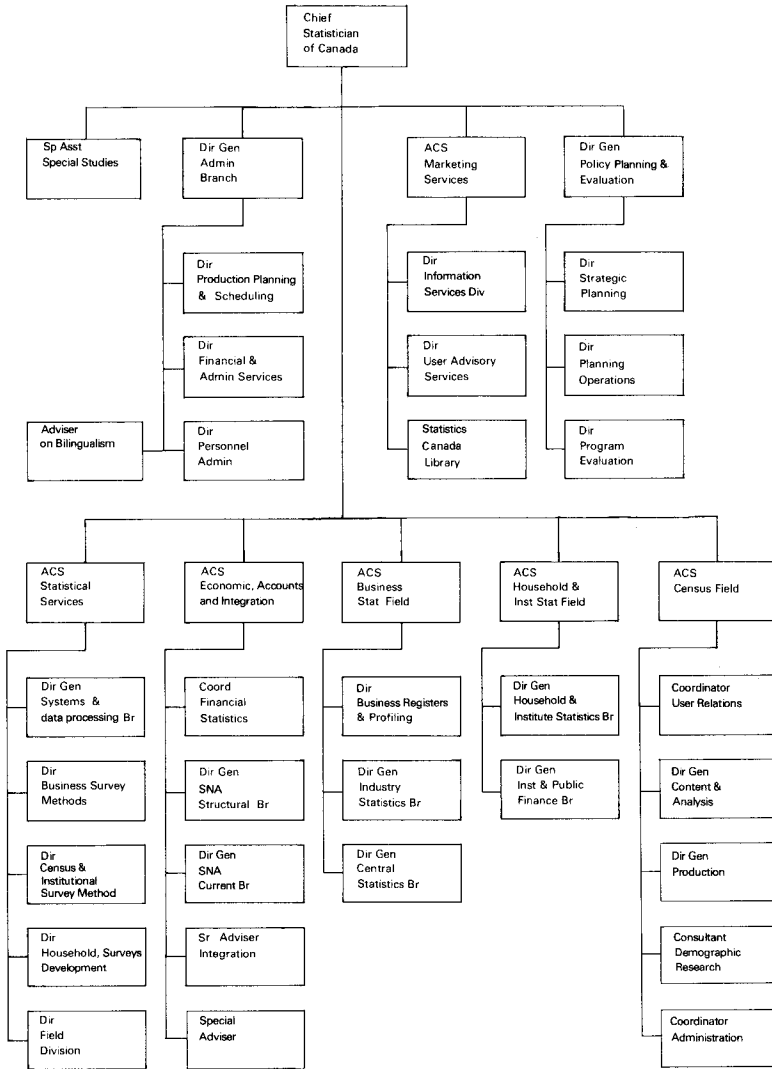 Chief
Statistician
of Canada
Sp Asst
Special Studies
Dir Gen
Admin
Branch
ACS
Marketing
Services
Dir Gen
Policy Planning &
Evaluation
Dir
Production Planning
& Scheduling
Dir
Information
Services Div
Dir
Strategic
Planning
Dir
Financial &
Admin Services
Dir
User Advisory
Services
Dir
Planning
Operations
Adviser
on Bilingualism
Dir
Personnel
Admin
Statistics
Canada
Library
Dir
Program
Evaluation
ACS
Statistical
Services
ACS
Economic, Accounts
and Integration
ACS
Business
Stat Field
ACS
Household &
Inst Stat Field
ACS
Census Field
Dir Gen
Systems &
data processing Br
Coord
Financial
Statistics
Dir
Business Registers
& Profiling
Dir Gen
Household &
Institute Statistics Br
Coordinator
User Relations
Dir
Business Survey
Methods
Dir Gen
SNA
Structural Br
Dir Gen
Industry
Statistics Br
Dir Gen
Inst & Public
Finance Br
Dir Gen
Content &
Analysis
Dir
Census &
Institutional
Survey Method
Dir Gen
SNA
Current Br
Dir Gen
Central
Statistics Br
Dir Gen
Production
Dir
Household, Surveys
Development
Sr Adviser
Integration
Consultant
Demographic
Research
Dir
Field
Division
Special
Adviser
Coordinator
Administration